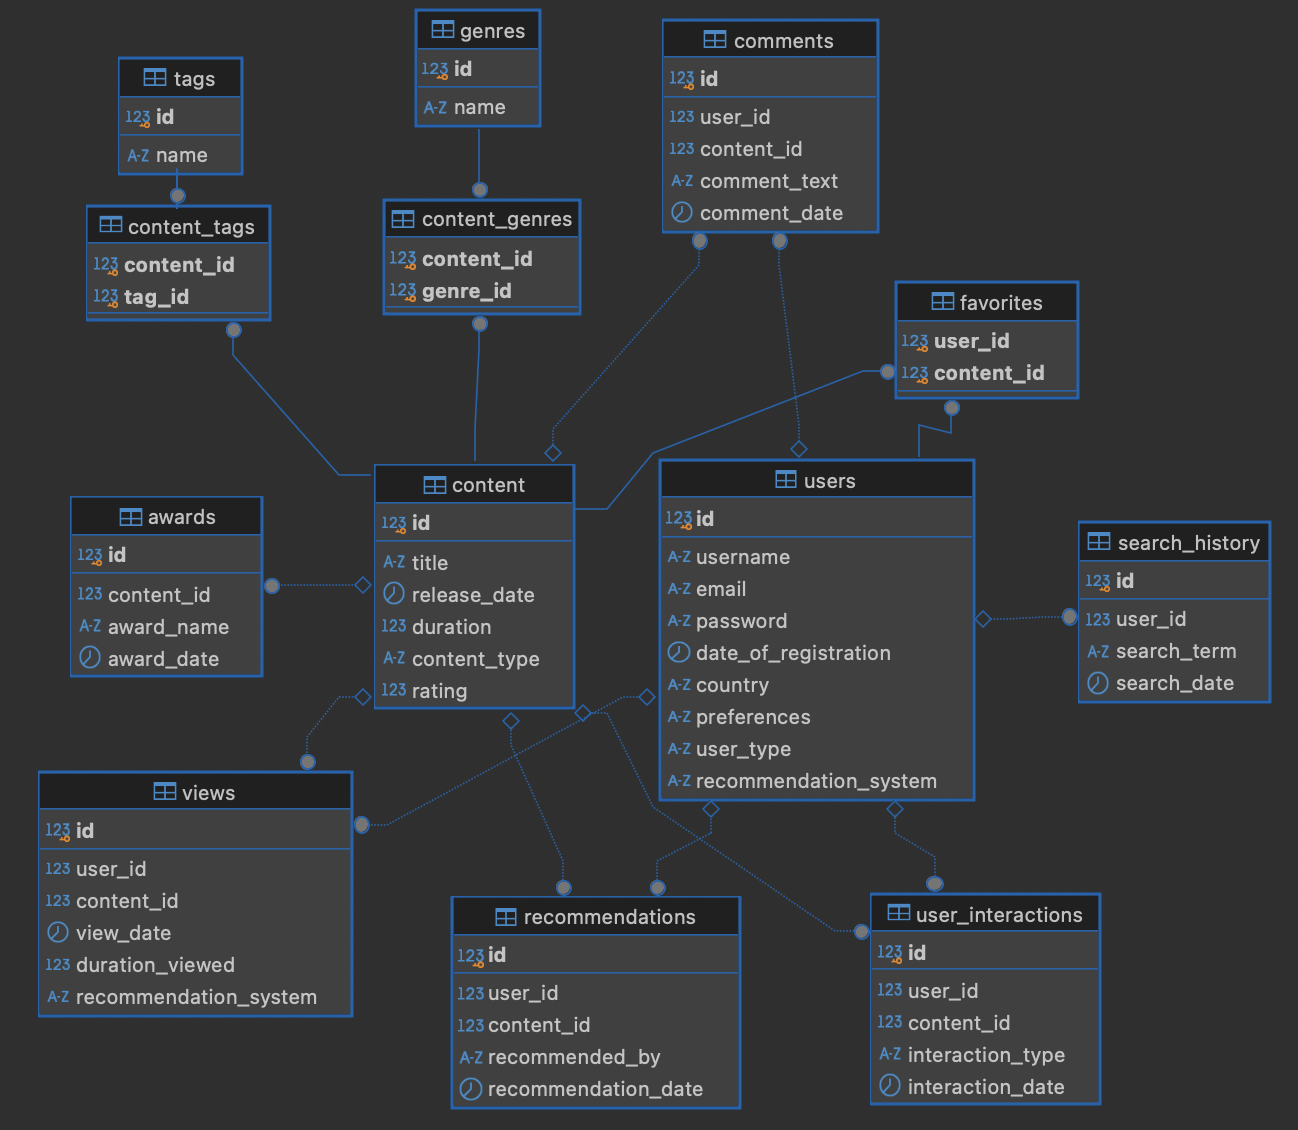 genres
123 id
A-Z name
comments
123 id
123 user_id
123 content_id
A-Z comment_text
comment_date
tags
123 id
A-Z name
content_tags
123 content_id
123 tag_id
content_genres
123 content_id
123 genre_id
favorites
123 user_id
123 content_id
content
123 id
A-Z title
release_date
123 duration
A-Z content_type
123 rating
users
123 id
A-Z username
A-Z email
A-Z password
date_of_registration
A-Z country
A-Z preferences
A-Z user_type
A-Z recommendation_system
awards
123 id
123 content_id
A-Z award_name
award_date
search_history
123 id
123 user_id
A-Z search_term
search_date
views
123 id
123 user_id
123 content_id
view_date
123 duration_viewed
A-Z recommendation_system
recommendations
123 id
123 user_id
123 content_id
A-Z recommended_by
recommendation_date
user_interactions
123 id
123 user_id
123 content_id
A-Z interaction_type
interaction_date